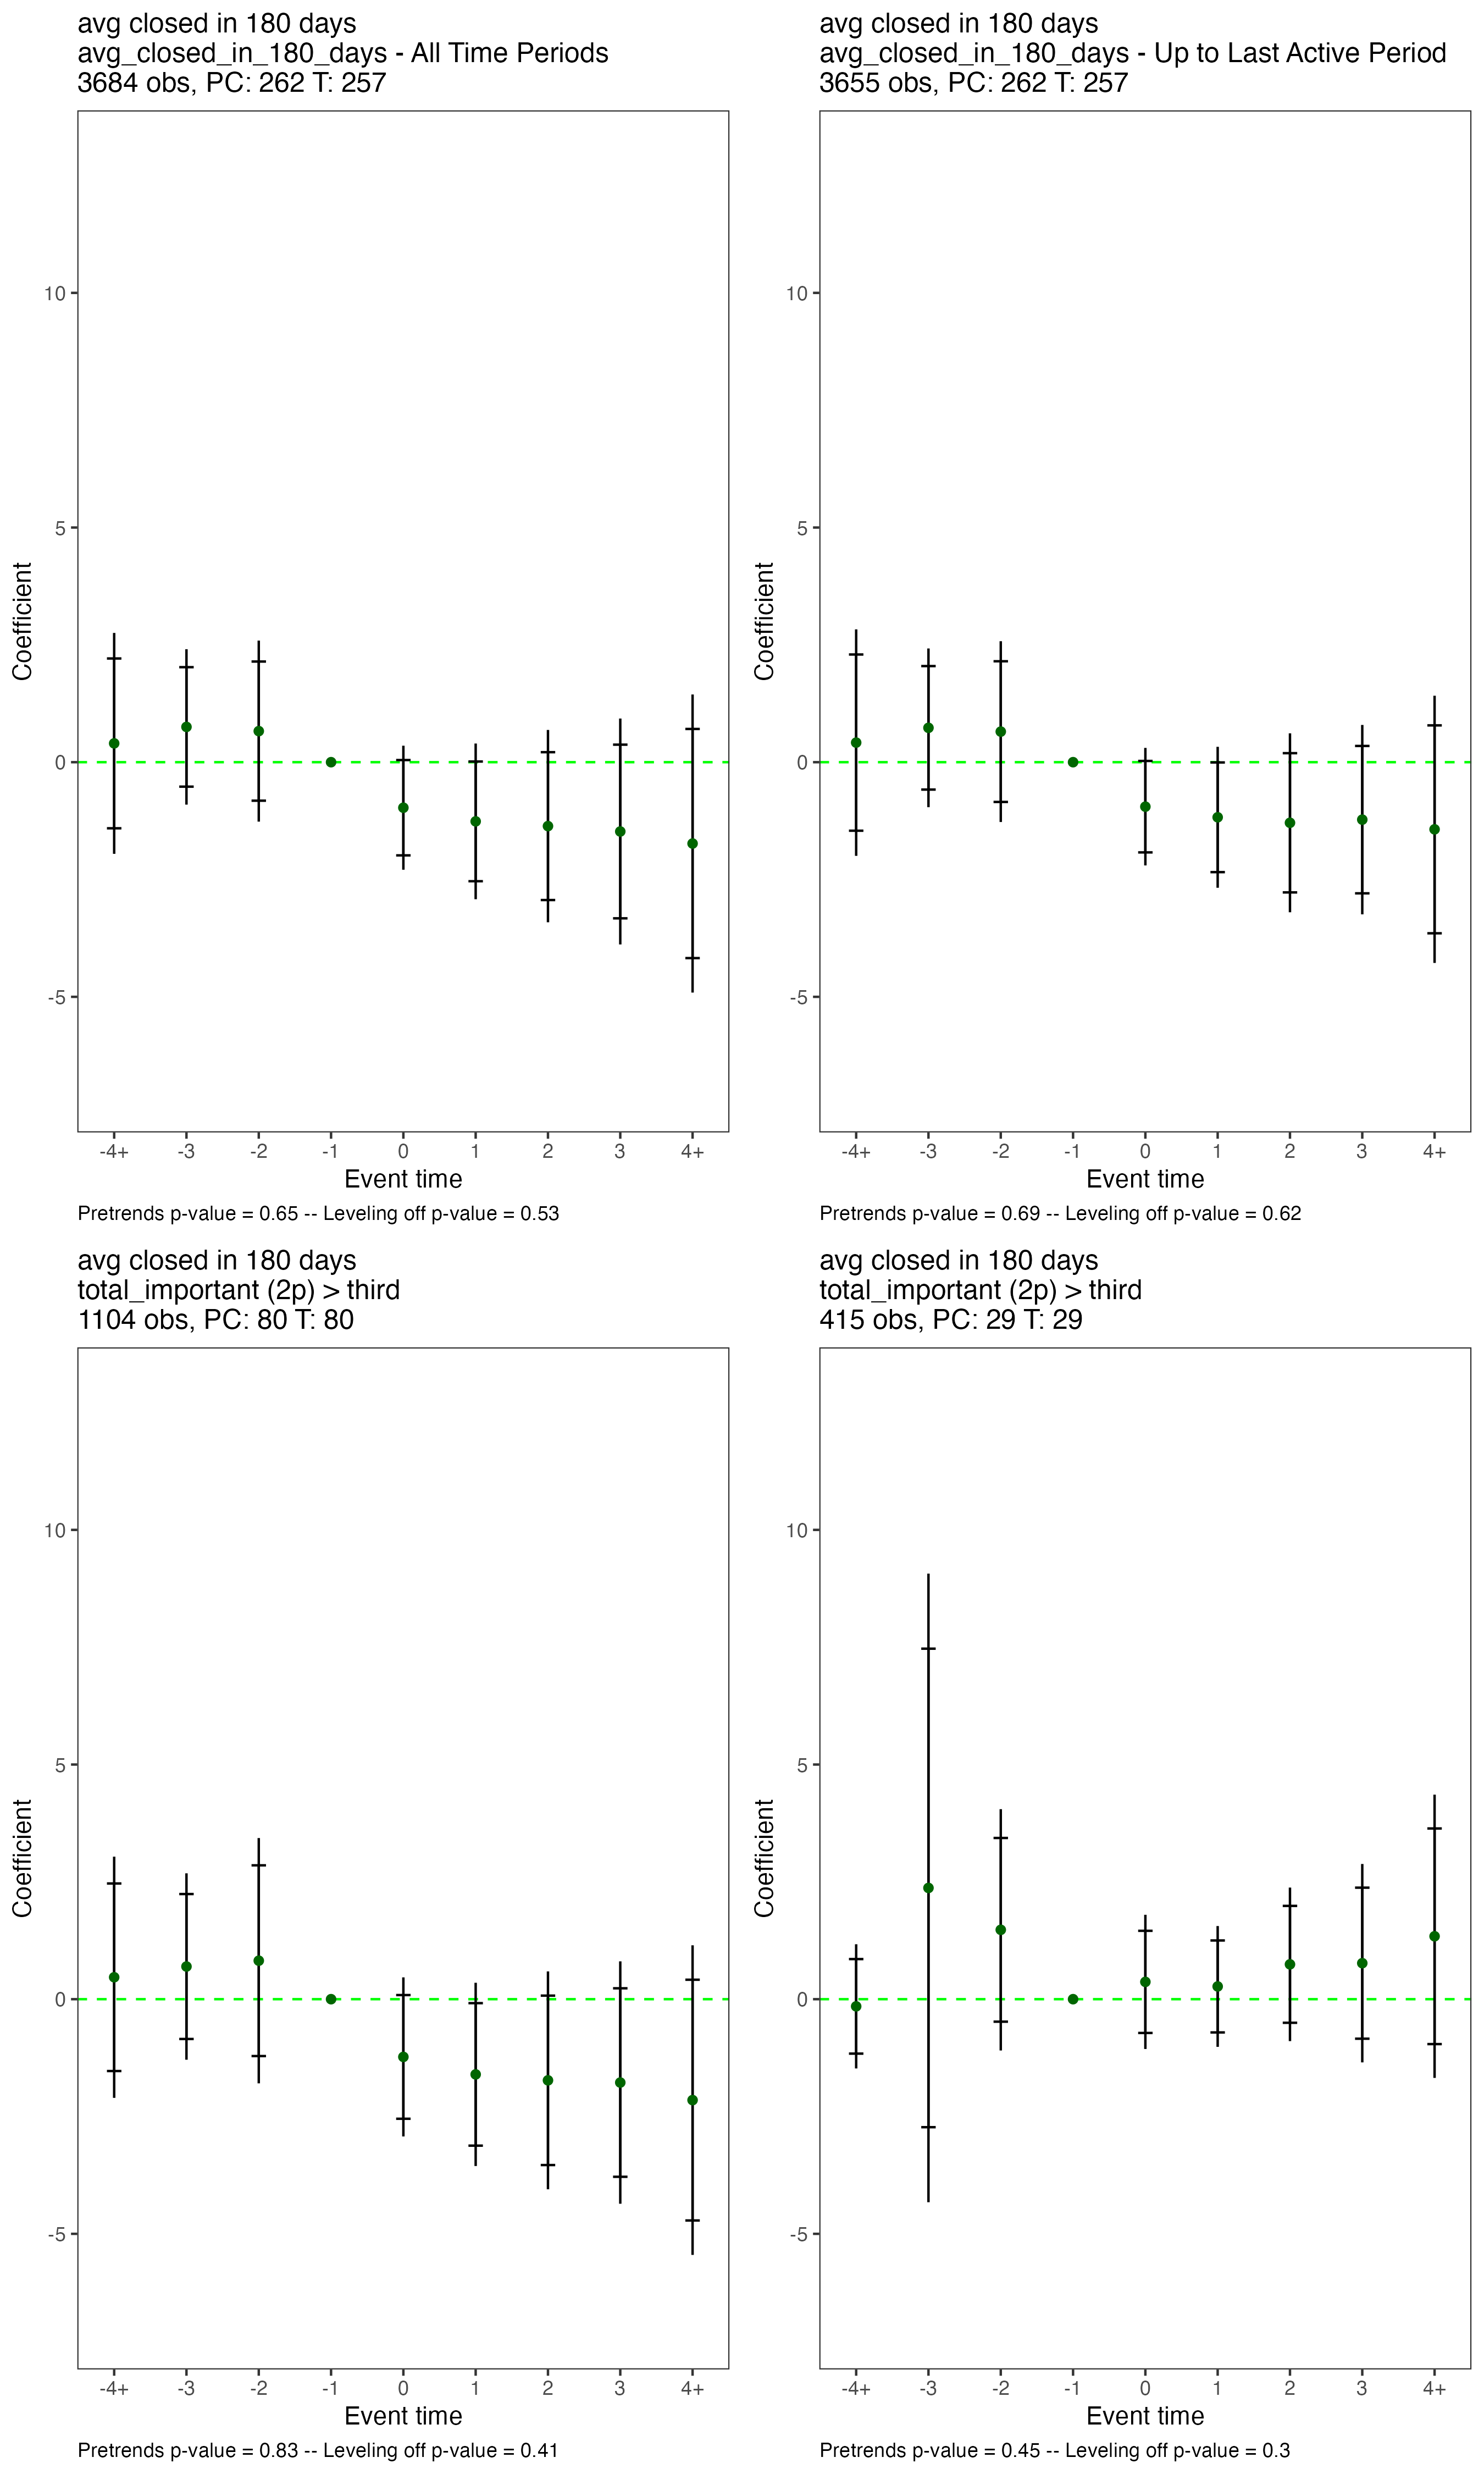 avg closed in 180 days
avg_closed_in_180_days - All Time Periods
3684 obs, PC: 262 T: 257
Coefficient
10
5
0
-5
-4+ -3 -2 -1 0 1 2 3 4+
Event time
Pretrends p-value = 0.65 -- Leveling off p-value = 0.53
avg closed in 180 days
avg_closed_in_180_days - Up to Last Active Period
3655 obs, PC: 262 T: 257
Coefficient
10
5
0
-5
-4+ -3 -2 -1 0 1 2 3 4+
Event time
Pretrends p-value = 0.69 -- Leveling off p-value = 0.62
avg closed in 180 days
total_important (2p) > third
1104 obs, PC: 80 T: 80
Coefficient
10
5
0
-5
-4+ -3 -2 -1 0 1 2 3 4+
Event time
Pretrends p-value = 0.83 -- Leveling off p-value = 0.41
avg closed in 180 days
total_important (2p) > third
415 obs, PC: 29 T: 29
Coefficient
10
5
0
-5
-4+ -3 -2 -1 0 1 2 3 4+
Event time
Pretrends p-value = 0.45 -- Leveling off p-value = 0.3